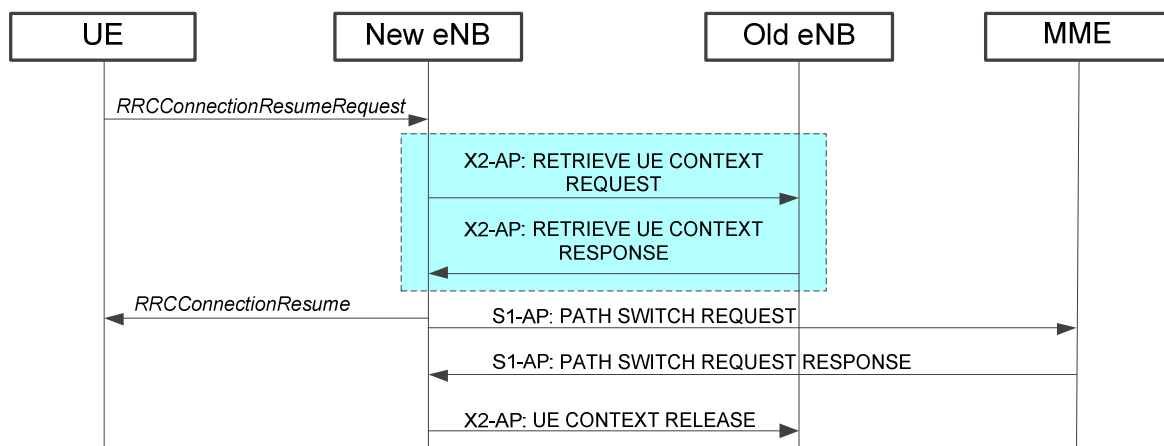 UE
New eNB
Old eNB
MME
RRCConnectionResumeRequest
X2-AP: RETRIEVE UE CONTEXT
REQUEST
X2-AP: RETRIEVE UE CONTEXT
RESPONSE
RRCConnectionResume
S1-AP: PATH SWITCH REQUEST
S1-AP: PATH SWITCH REQUEST RESPONSE
X2-AP: UE CONTEXT RELEASE